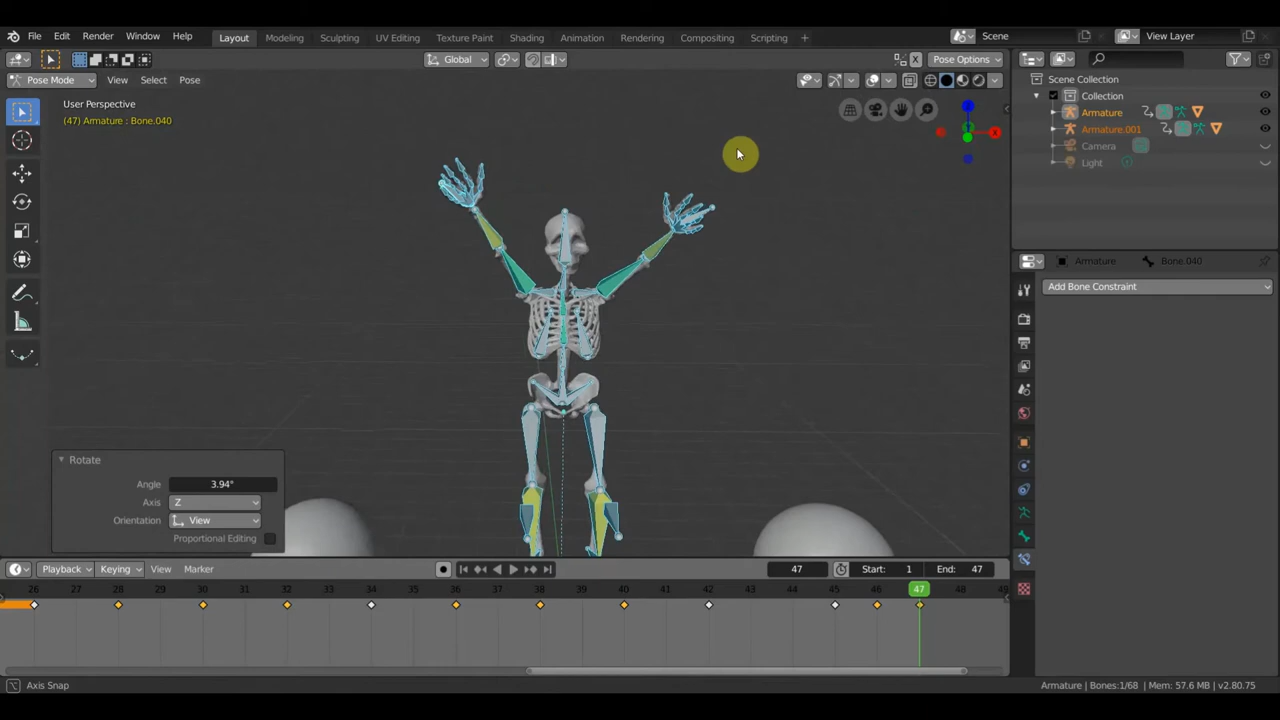 File Edit Render Window Help Layout Modeling Sculpting UV Editing Texture Paint Shading Animation Rendering Compositing Scripting + Scene View Layer
Global Pose Options
Pose Mode View Select Pose
User Perspective
(47) Armature : Bone.040
Scene Collection
Collection
Armature
Armature.001
Camera
Light
Armature Bone.040
Add Bone Constraint
Rotate
Angle 3.94°
Axis Z
Orientation View
Proportional Editing
Playback Keying View Marker 47 Start: 1 End: 47
26 28 29 30 31 32 33 34 35 36 37 38 39 40 41 42 43 44 45 46 47 48 49
Axis Snap Armature | Bones:1/68 | Mem: 57.6 MB | v2.80.75